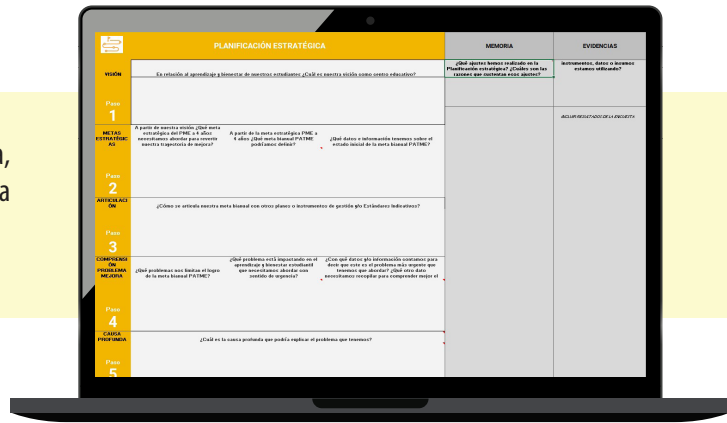 a,
a
PLANIFICACIÓN ESTRATÉGICA
MEMORIA
EVIDENCIAS
VISIÓN
En relación al aprendizaje y bienestar de nuestros estudiantes ¿Cuál es nuestra visión como centro educativo?
¿Qué ajustes hemos realizado en la
Planificación estratégica? ¿Cuáles son las
razones que sustentan esos ajustes?
instrumentos, datos o insumos
estamos utilizando?
Paso
1
INCLUIR RESULTADOS DE LA ENCUESTA
METAS
ESTRATÉGIC
AS
A partir de nuestra visión ¿Qué meta
estratégica del PME a 4 años
necesitamos abordar para revertir
nuestra trayectoria de mejora?
A partir de la meta estratégica PME a
4 años ¿Qué meta bianual PATME
podríamos definir?
¿Qué datos e información tenemos sobre el
estado inicial de la meta bianual PATME?
Paso
2
ARTICULACI
ÓN
¿Cómo se articula nuestra meta bianual con otros planes o instrumentos de gestión y/o Estándares Indicativos?
Paso
3
COMPRENSI
ÓN
PROBLEMA
MEJORA
¿Qué problemas nos limitan el logro
de la meta bianual PATME?
¿Qué problema está impactando en el
aprendizaje y bienestar estudiantil
que necesitamos abordar con
sentido de urgencia?
¿Con qué datos y/o información contamos para
decir que este es el problema más urgente que
tenemos que abordar? ¿Qué otro dato
necesitamos recopilar para comprender mejor el
Paso
4
CAUSA
PROFUNDA
¿Cuál es la causa profunda que podría explicar el problema que tenemos?
Paso
5